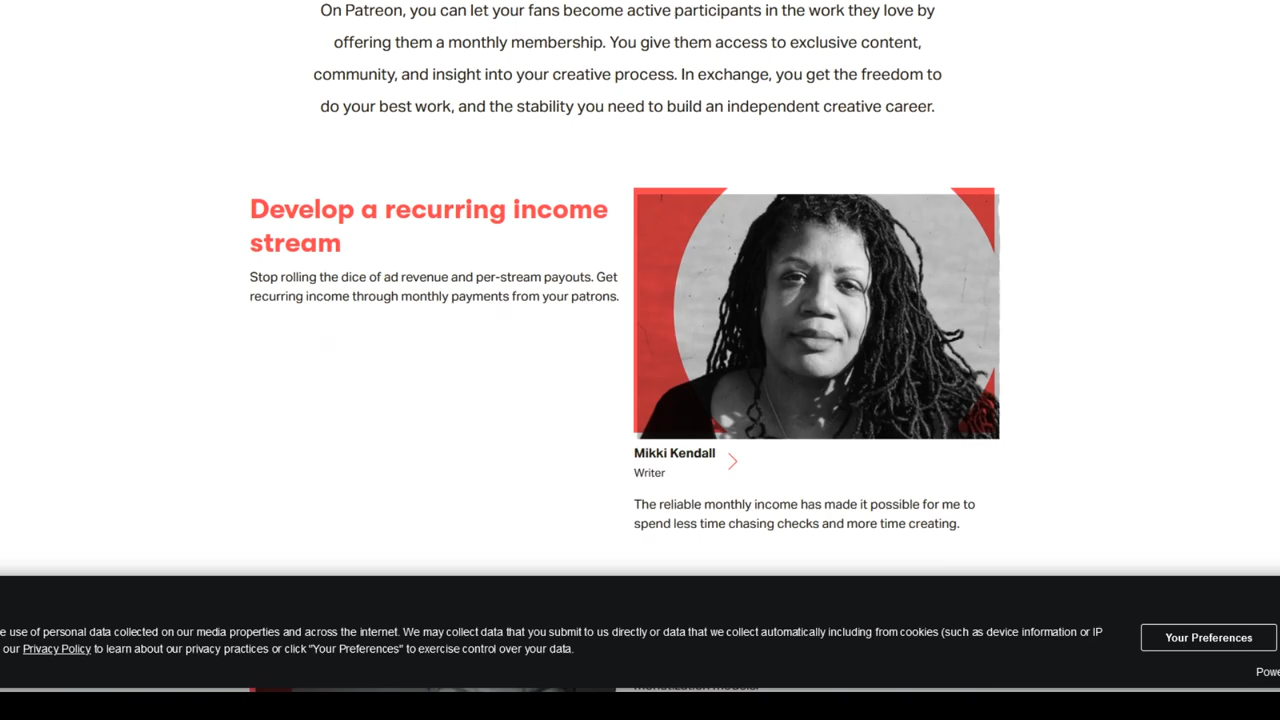 On Patreon, you can let your fans become active participants in the work they love by
offering them a monthly membership. You give them access to exclusive content,
community, and insight into your creative process. In exchange, you get the freedom to
do your best work, and the stability you need to build an independent creative career.
Develop a recurring income
stream
Stop rolling the dice of ad revenue and per-stream payouts. Get
recurring income through monthly payments from your patrons.
Mikki Kendall
Writer
The reliable monthly income has made it possible for me to
spend less time chasing checks and more time creating.
use of personal data collected on our media properties and across the internet. We may collect data that you submit to us directly or data that we collect automatically including from cookies (such as device information or IP
our Privacy Policy to learn about our privacy practices or click "Your Preferences" to exercise control over your data.
Your Preferences